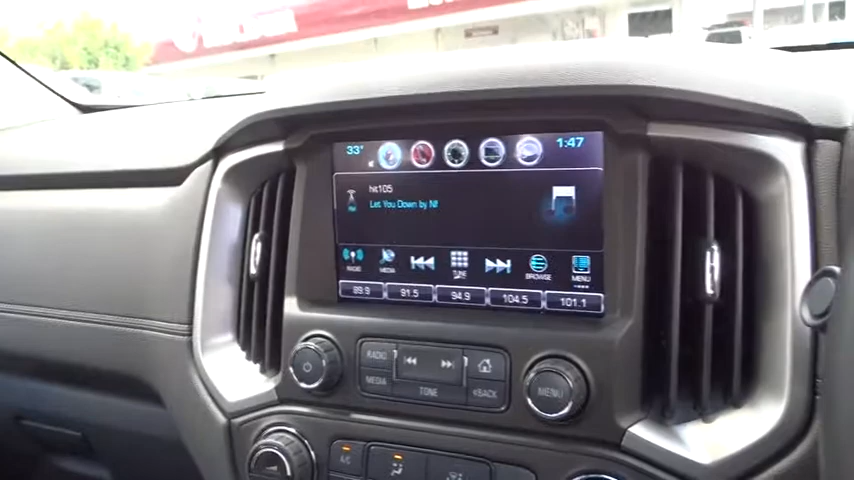 33°
1:47
hit105
Let You Down by Nf
RADIO
MEDIA
TUNE
BROWSE
MENU
89.9
91.5
94.9
104.5
101.1
RADIO
MEDIA
TONE
BACK
MENU
A/C